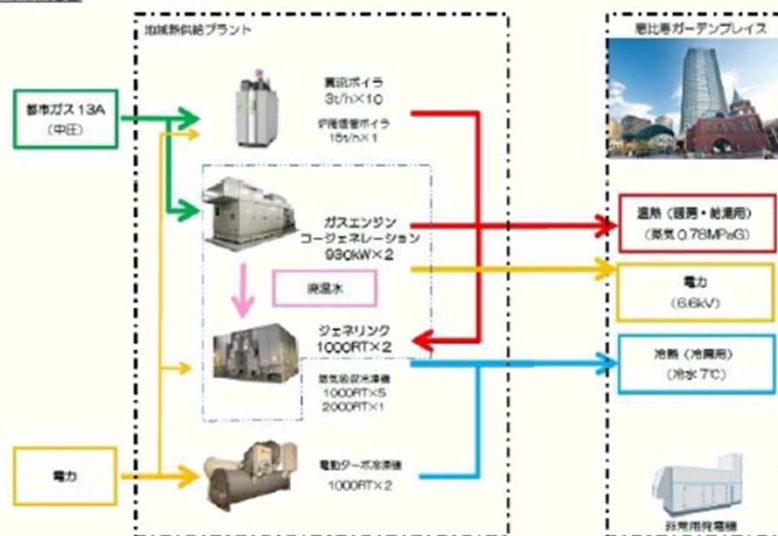 地域熱供給プラント
恵比寿ガーデンプレイス
都市ガス13A
(中圧)
貫流ボイラ
3t/h×10
炉筒煙管ボイラ
15t/h×1
ガスエンジン
コージェネレーション
930kW×2
廃温水
ジェネリンク
1000RT×2
蒸気吸収冷凍機
1000RT×5
2000RT×1
電力
電動ターボ冷凍機
1000RT×2
温熱(暖房・給湯用)
(蒸気0.78MPaG)
電力
(6.6kV)
冷熱(冷房用)
(冷水7℃)
非常用発電機